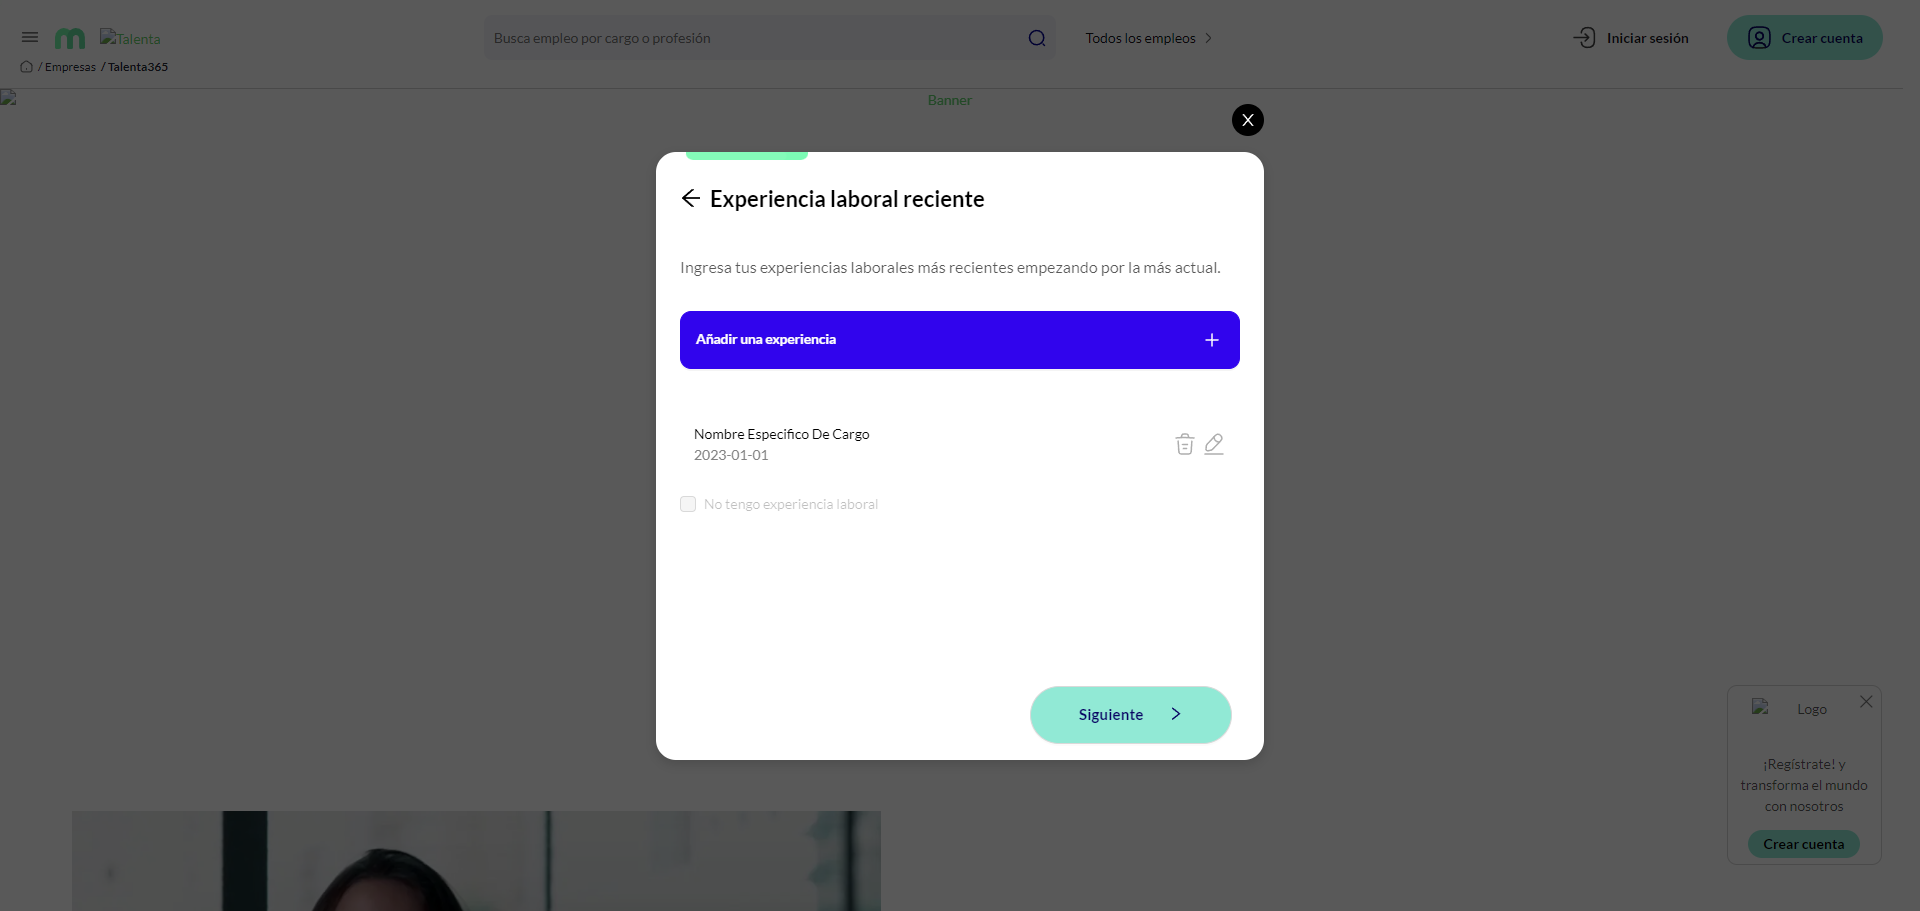 Talenta
Busca empleo por cargo o profesión
Todos los empleos
Iniciar sesión
Crear cuenta
/ Empresas / Talenta365
Banner
X
Experiencia laboral reciente
Ingresa tus experiencias laborales más recientes empezando por la más actual.
Añadir una experiencia
Nombre Especifico De Cargo
2023-01-01
No tengo experiencia laboral
Siguiente
Logo
¡Regístrate! y
transforma el mundo
con nosotros
Crear cuenta